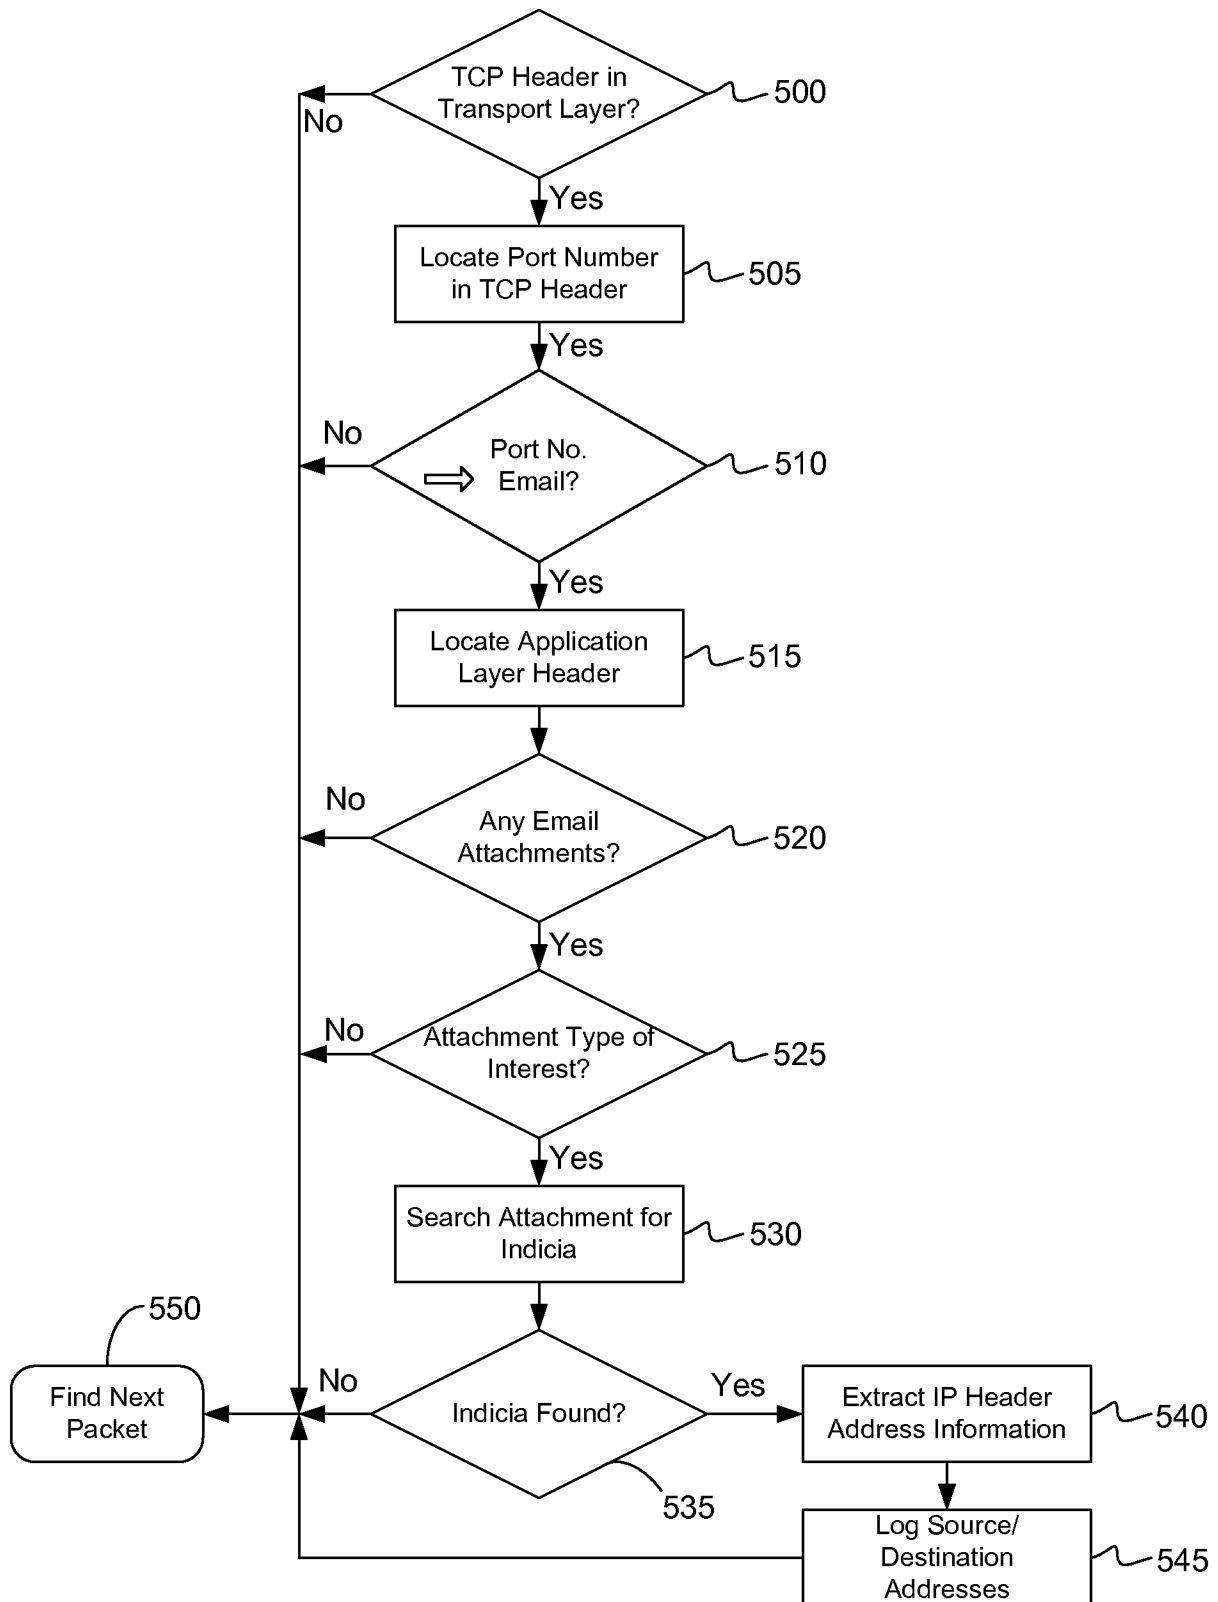 TCP Header in
Transport Layer?
500
No
Yes
Locate Port Number
in TCP Header
505
Yes
No
Port No.
Email?
510
Yes
Locate Application
Layer Header
515
No
Any Email
Attachments?
520
Yes
No
Attachment Type of
Interest?
525
Yes
Search Attachment for
Indicia
530
550
Find Next
Packet
No
Indicia Found?
535
Yes
Extract IP Header
Address Information
540
Log Source/
Destination
Addresses
545